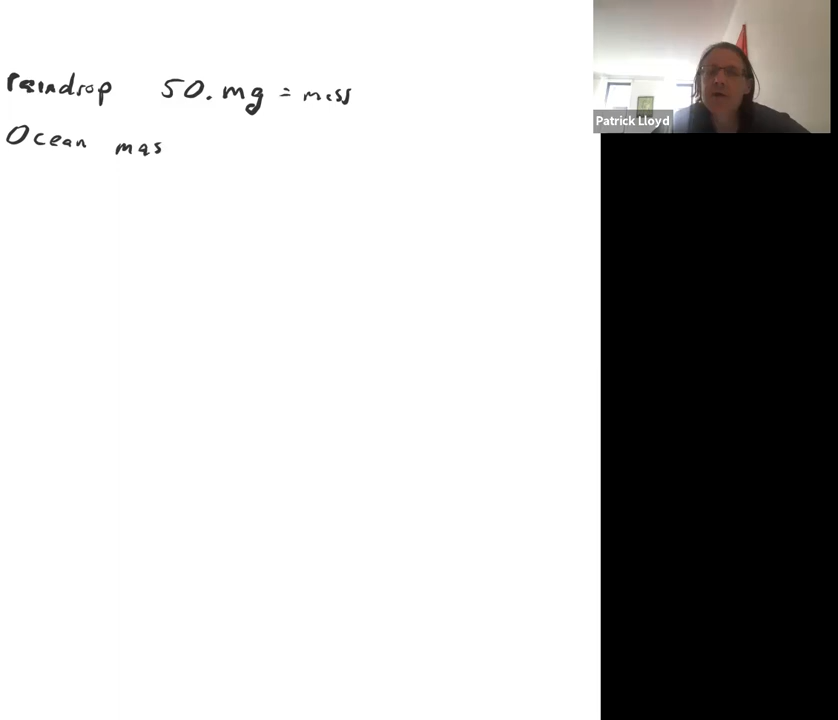 raindrop 50. mg = mass
Ocean mas
Patrick Lloyd